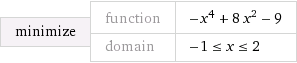 minimize
function -x^4 + 8 x^2 - 9
domain -1 ≤ x ≤ 2